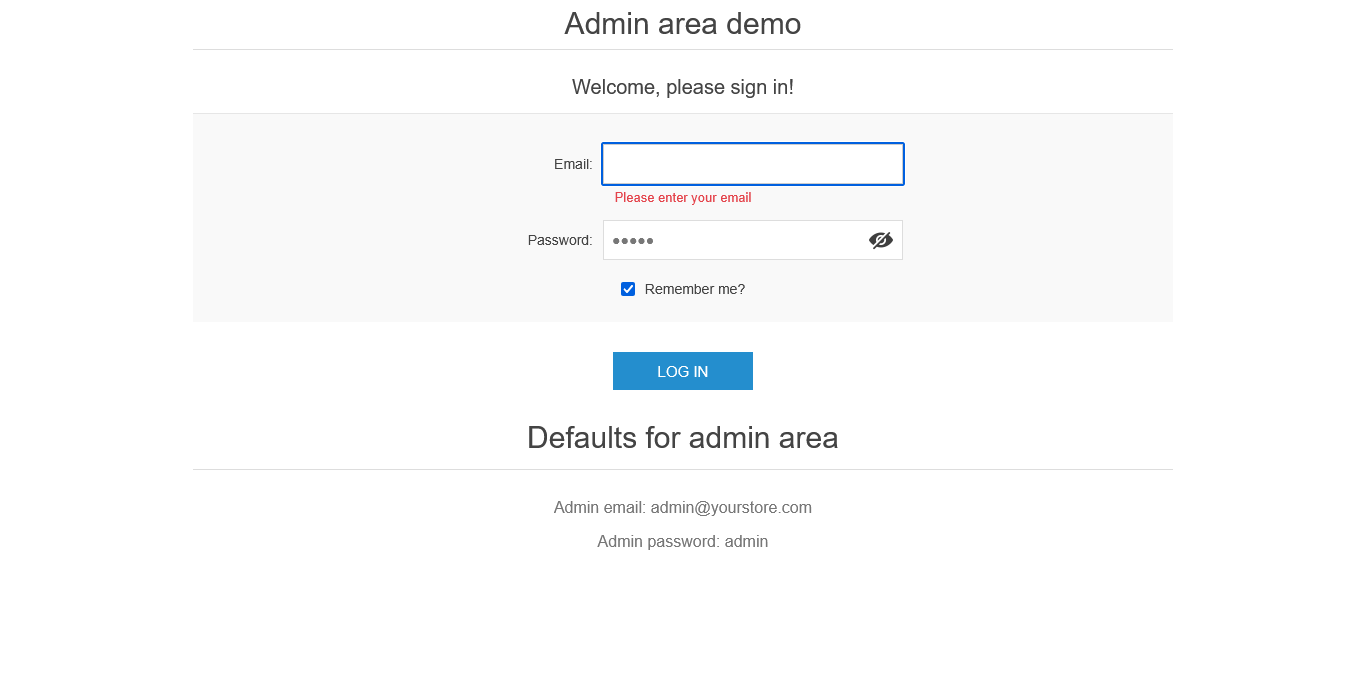 Admin area demo
Welcome, please sign in!
Email:
Please enter your email
Password: •••••
Remember me?
LOG IN
Defaults for admin area
Admin email: admin@yourstore.com
Admin password: admin